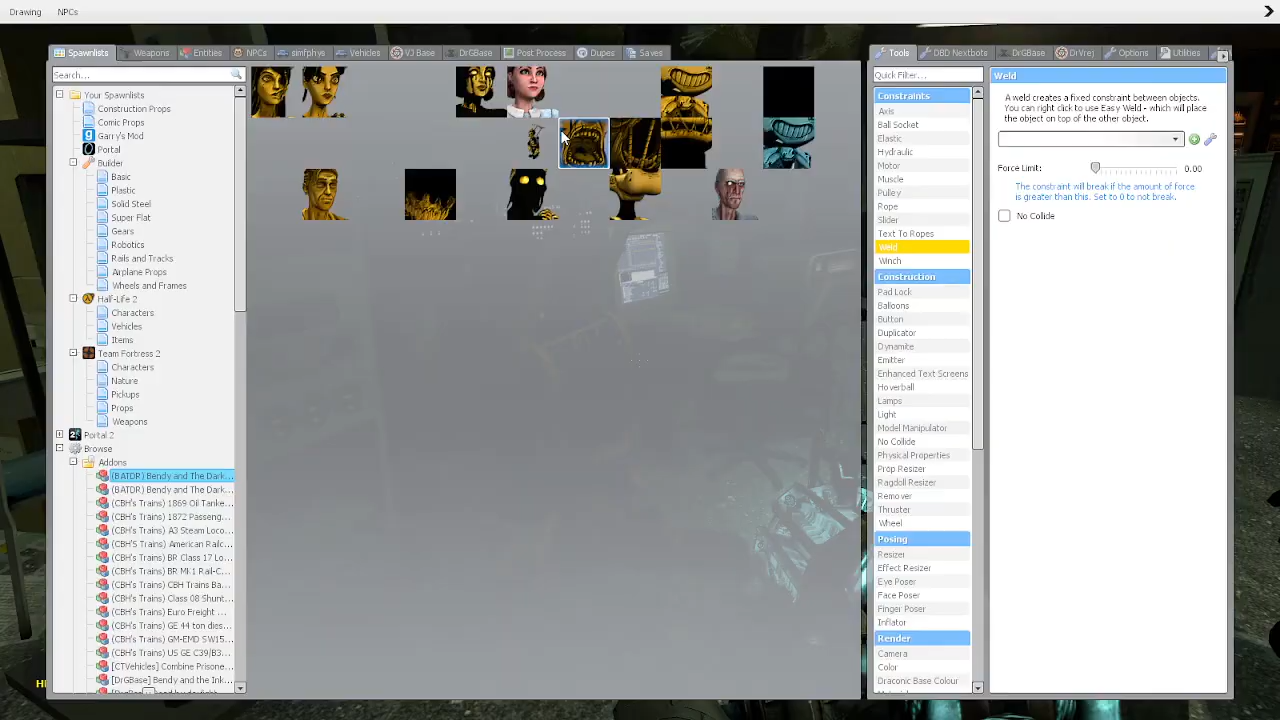 Drawing NPCs
Spawnlists Weapons Entities NPCs simfphys Vehicles VJ Base DrGBase Post Process Dupes Saves
Tools DBD Nextbots DrGBase DrVrej Options Utilities
Search...
Your Spawnlists
Construction Props
Comic Props
Garry's Mod
Portal
Builder
Basic
Plastic
Solid Steel
Super Flat
Gears
Robotics
Rails and Tracks
Airplane Props
Wheels and Frames
Half-Life 2
Characters
Vehicles
Items
Team Fortress 2
Characters
Nature
Pickups
Props
Weapons
Portal 2
Browse
Addons
(BATDR) Bendy and The Dark...
(BATDR) Bendy and The Dark...
(CBH's Trains) 1869 Oil Tanke...
(CBH's Trains) 1872 Passeng...
(CBH's Trains) A3 Steam Loco...
(CBH'S Trains) American Railc...
(CBH's Trains) BR Class 17 Lo...
(CBH's Trains) BR Mk1 Rail-C...
(CBH's Trains) CBH Trains Ba...
(CBH's Trains) Class 08 Shunt...
(CBH's Trains) Euro Freight ...
(CBH's Trains) GE 44 ton dies...
(CBH's Trains) GM-EMD SW15...
(CBH's Trains) US GE C39/B3...
[CTVehicles] Combine Prisone...
[DrGBase] Bendy and the Ink...
Quick Filter...
Constraints
Axis
Ball Socket
Elastic
Hydraulic
Motor
Muscle
Pulley
Rope
Slider
Text To Ropes
Weld
Winch
Construction
Pad Lock
Balloons
Button
Duplicator
Dynamite
Emitter
Enhanced Text Screens
Hoverball
Lamps
Light
Model Manipulator
No Collide
Physical Properties
Prop Resizer
Ragdoll Resizer
Remover
Thruster
Wheel
Posing
Resizer
Effect Resizer
Eye Poser
Face Poser
Finger Poser
Inflator
Render
Camera
Color
Draconic Base Colour
Weld
A weld creates a fixed constraint between objects.
You can right click to use Easy Weld - which will place
the object on top of the other object.
Force Limit: 0.00
The constraint will break if the amount of force
is greater than this. Set to 0 to not break.
No Collide